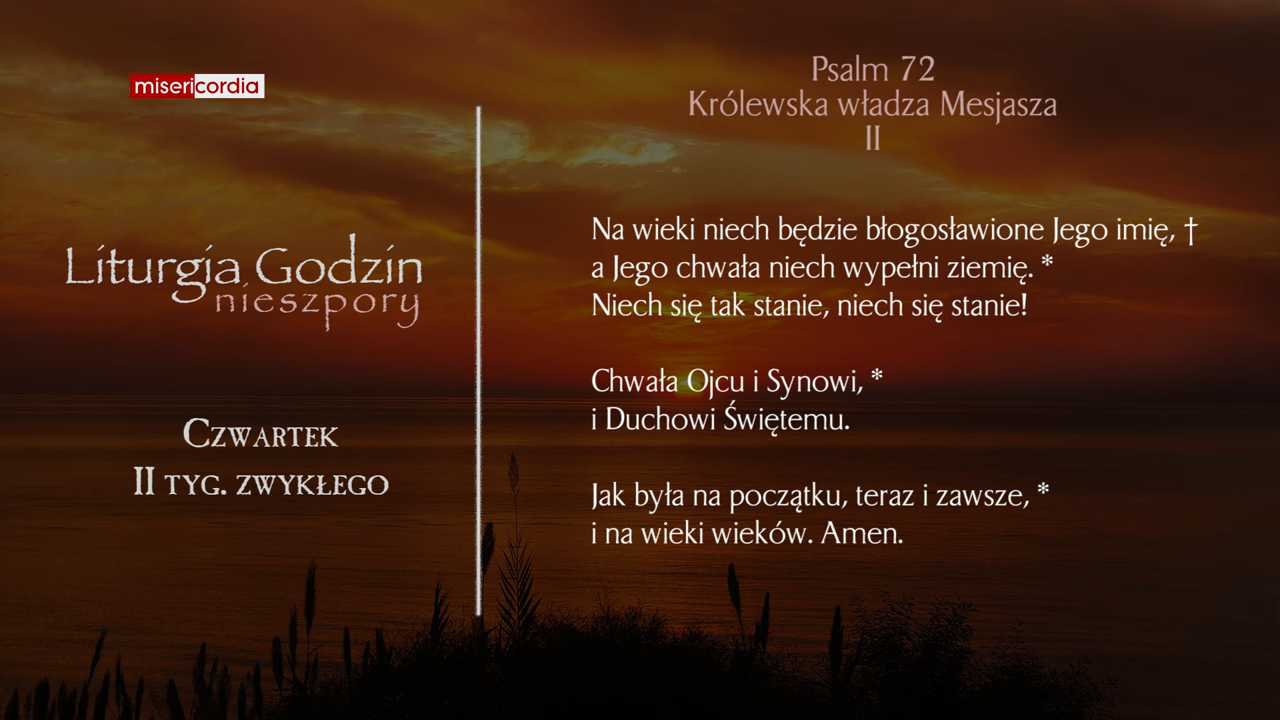 misericordia
Liturgia Godzin
nieszpory
Czwartek
II tyg. zwykłego
Psalm 72
Królewska władza Mesjasza
II
Na wieki niech będzie błogosławione Jego imię, †
a Jego chwała niech wypełni ziemię. *
Niech się tak stanie, niech się stanie!
Chwała Ojcu i Synowi, *
i Duchowi Świętemu.
Jak była na początku, teraz i zawsze, *
i na wieki wieków. Amen.